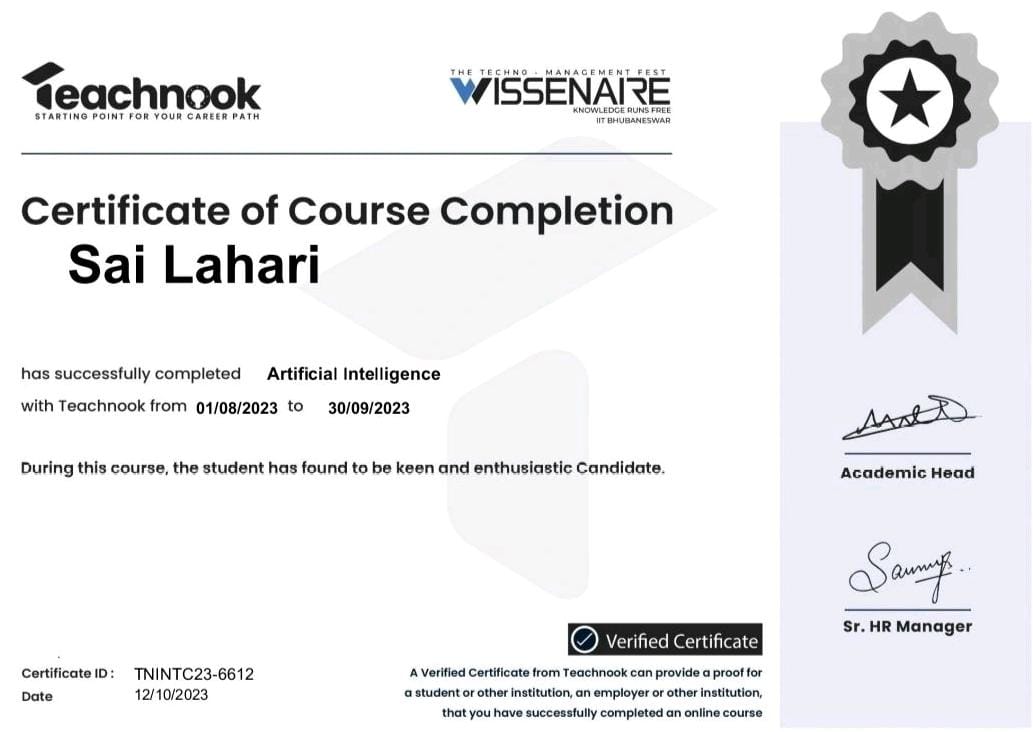 Teachnook
STARTING POINT FOR YOUR CAREER PATH
THE TECHNO - MANAGEMENT FEST
WISSENAIRE
KNOWLEDGE RUNS FREE
IIT BHUBANESWAR
Certificate of Course Completion
Sai Lahari
has successfully completed Artificial Intelligence
with Teachnook from 01/08/2023 to 30/09/2023
During this course, the student has found to be keen and enthusiastic Candidate.
Academic Head
Sr. HR Manager
Verified Certificate
Certificate ID : TNINTC23-6612
Date 12/10/2023
A Verified Certificate from Teachnook can provide a proof for
a student or other institution, an employer or other institution,
that you have successfully completed an online course